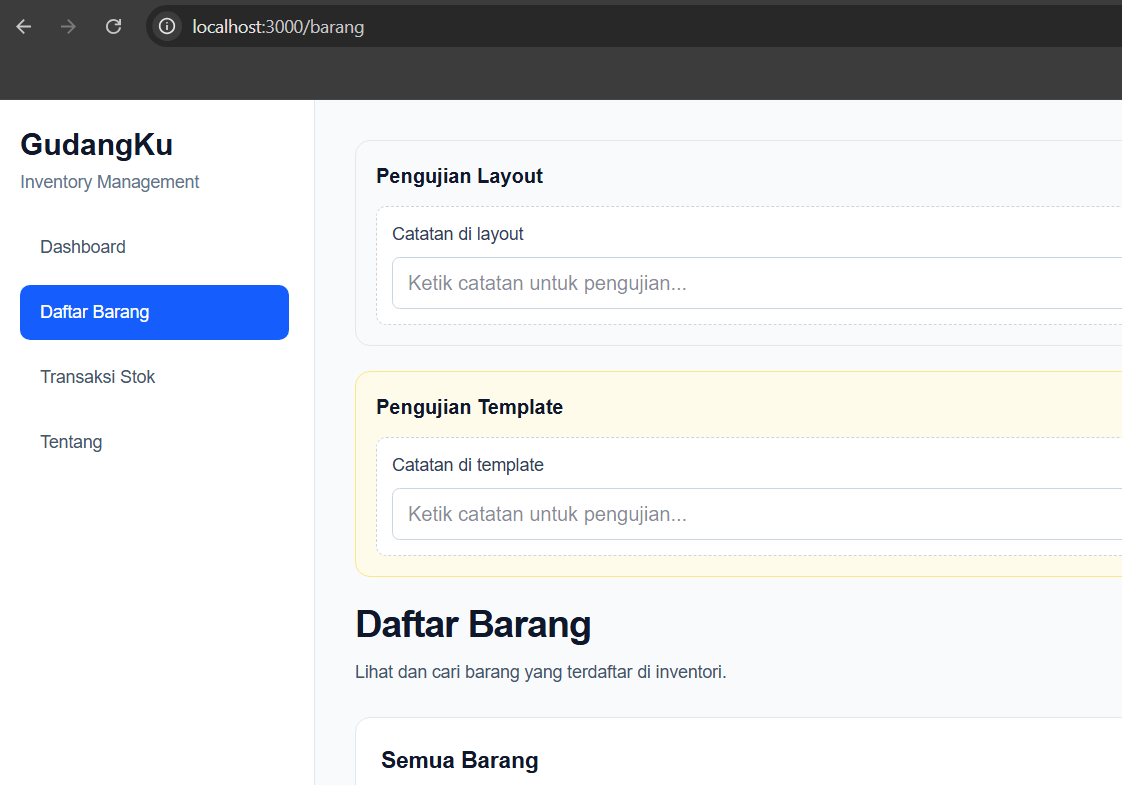 localhost:3000/barang
GudangKu
Inventory Management
Dashboard
Daftar Barang
Transaksi Stok
Tentang
Pengujian Layout
Catatan di layout
Ketik catatan untuk pengujian...
Pengujian Template
Catatan di template
Ketik catatan untuk pengujian...
Daftar Barang
Lihat dan cari barang yang terdaftar di inventori.
Semua Barang